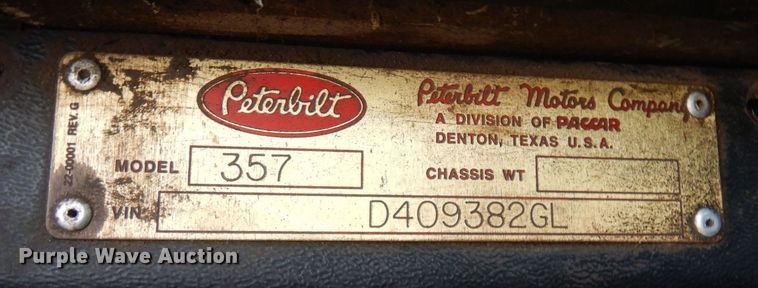 Peterbilt
Peterbilt Motors Company
A DIVISION OF PACCAR
DENTON, TEXAS U.S.A.
MODEL 357
CHASSIS WT
VIN D409382GL
22-00001 REV. G
Purple Wave Auction